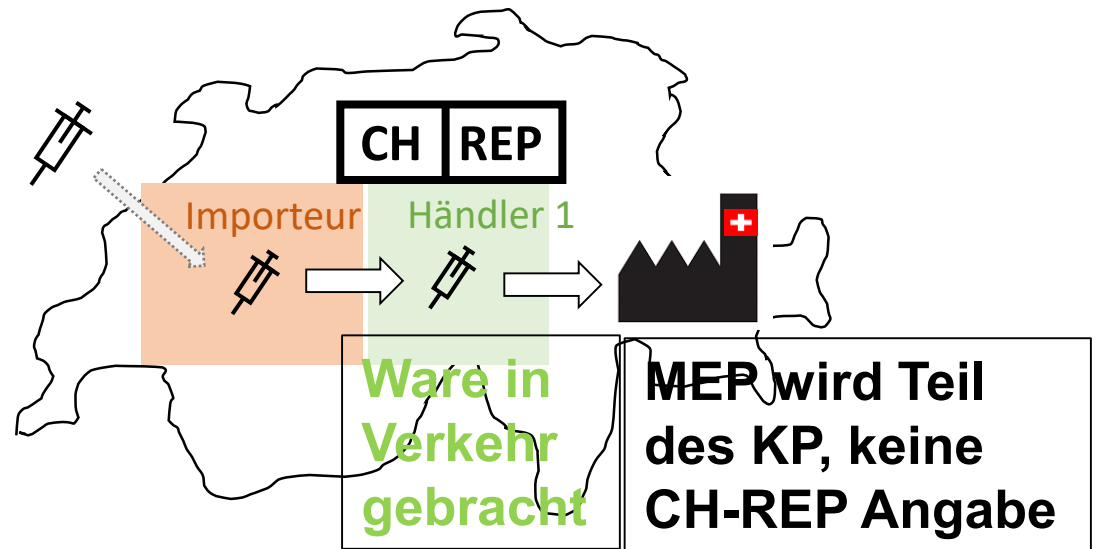 CH REP
Importeur
Händler 1
Ware in
Verkehr
gebracht
MEP wird Teil
des KP, keine
CH-REP Angabe